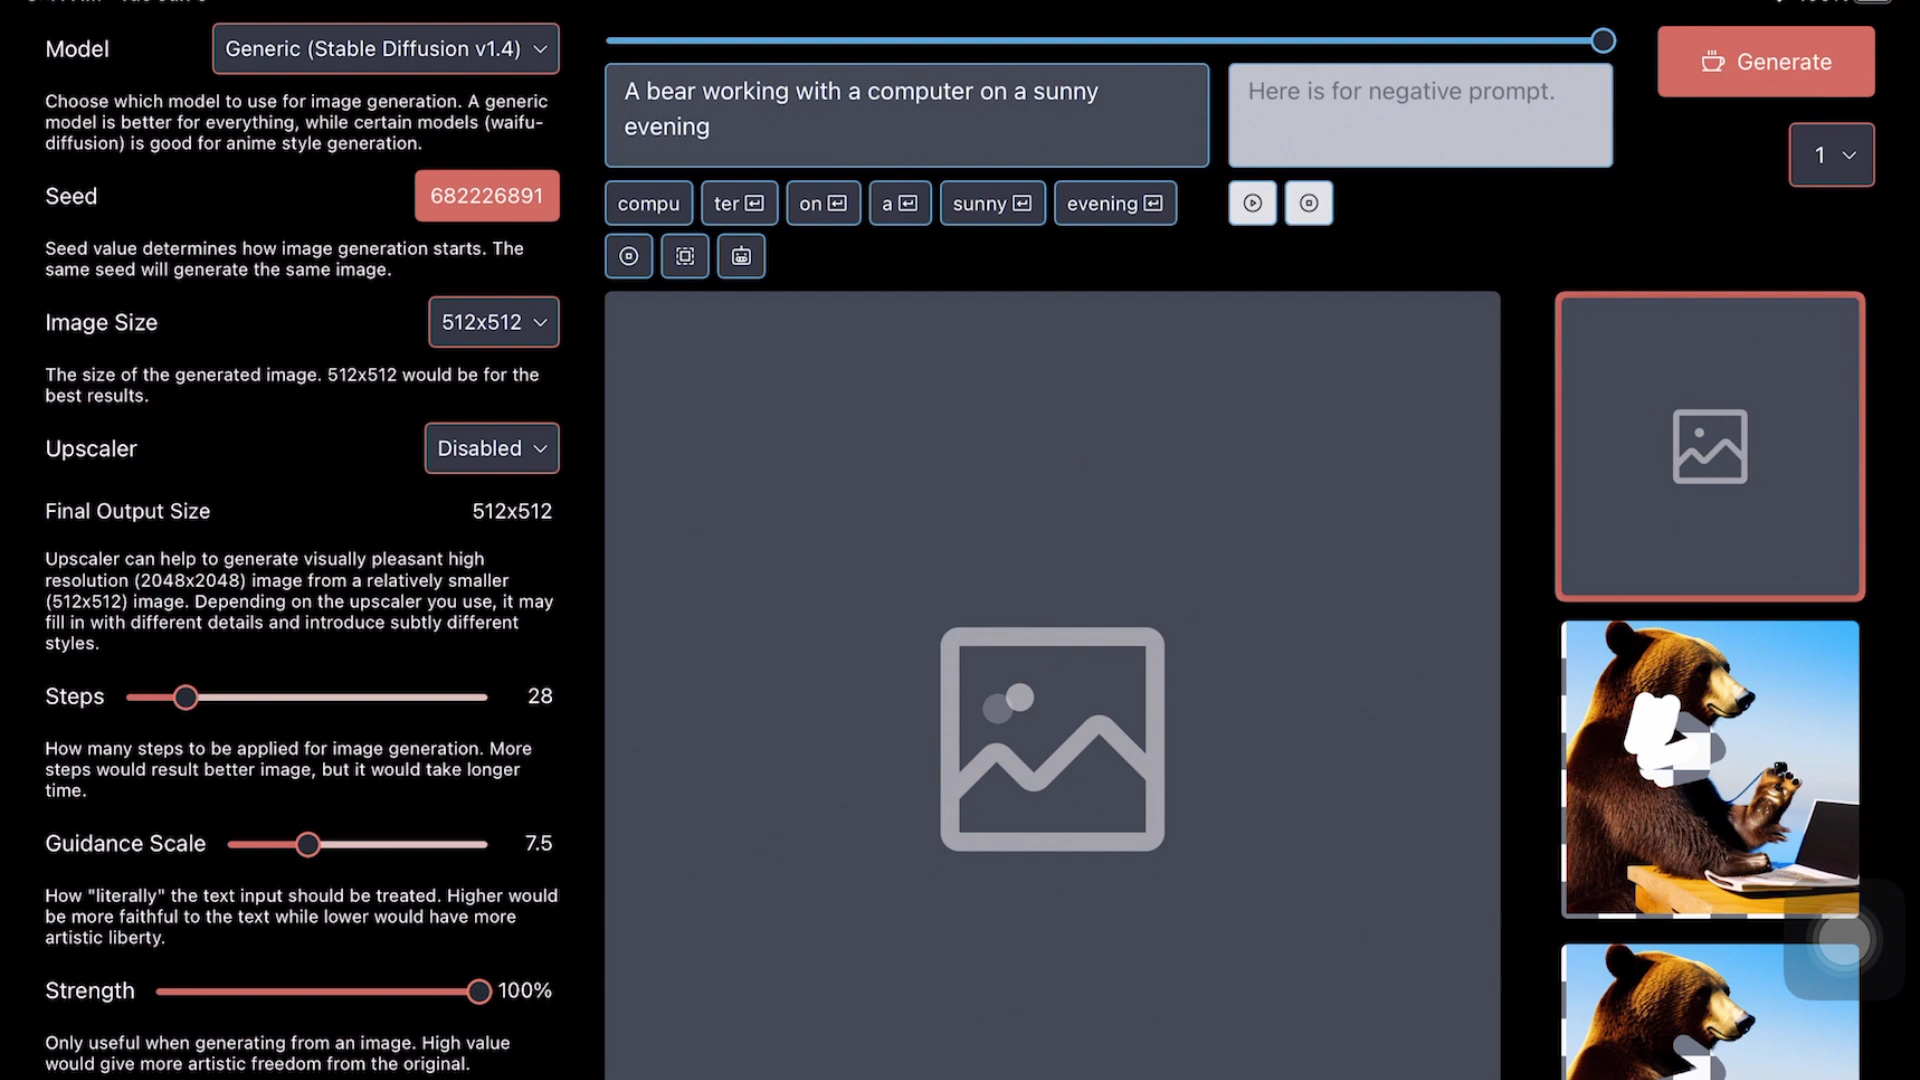 Model
Generic (Stable Diffusion v1.4)
Choose which model to use for image generation. A generic
model is better for everything, while certain models (waifu-
diffusion) is good for anime style generation.
Seed
682226891
Seed value determines how image generation starts. The
same seed will generate the same image.
Image Size
512x512
The size of the generated image. 512x512 would be for the
best results.
Upscaler
Disabled
Final Output Size
512x512
Upscaler can help to generate visually pleasant high
resolution (2048x2048) image from a relatively smaller
(512x512) image. Depending on the upscaler you use, it may
fill in with different details and introduce subtly different
styles.
Steps
28
How many steps to be applied for image generation. More
steps would result better image, but it would take longer
time.
Guidance Scale
7.5
How "literally" the text input should be treated. Higher would
be more faithful to the text while lower would have more
artistic liberty.
Strength
100%
Only useful when generating from an image. High value
would give more artistic freedom from the original.
A bear working with a computer on a sunny
evening
Here is for negative prompt.
Generate
1
compu
ter
on
a
sunny
evening